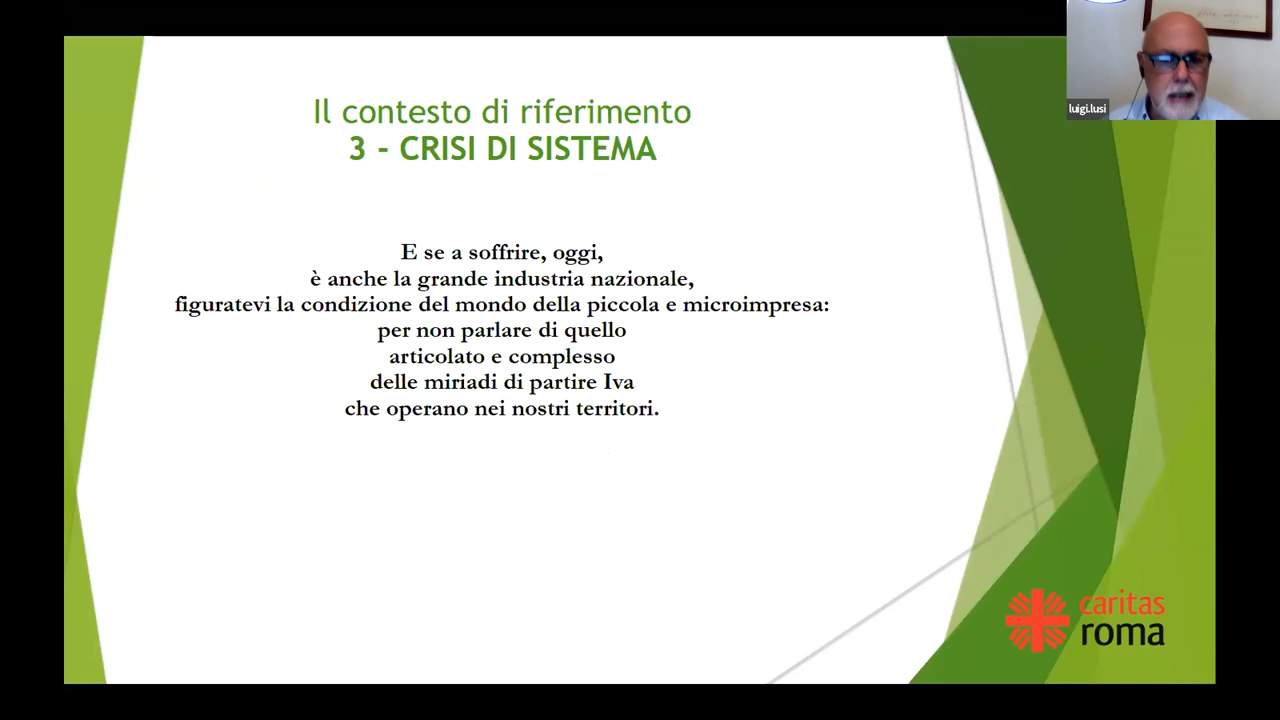 luigi.lusi
Il contesto di riferimento
3 - CRISI DI SISTEMA
E se a soffrire, oggi,
è anche la grande industria nazionale,
figuratevi la condizione del mondo della piccola e microimpresa:
per non parlare di quello
articolato e complesso
delle miriadi di partire Iva
che operano nei nostri territori.
caritas
roma